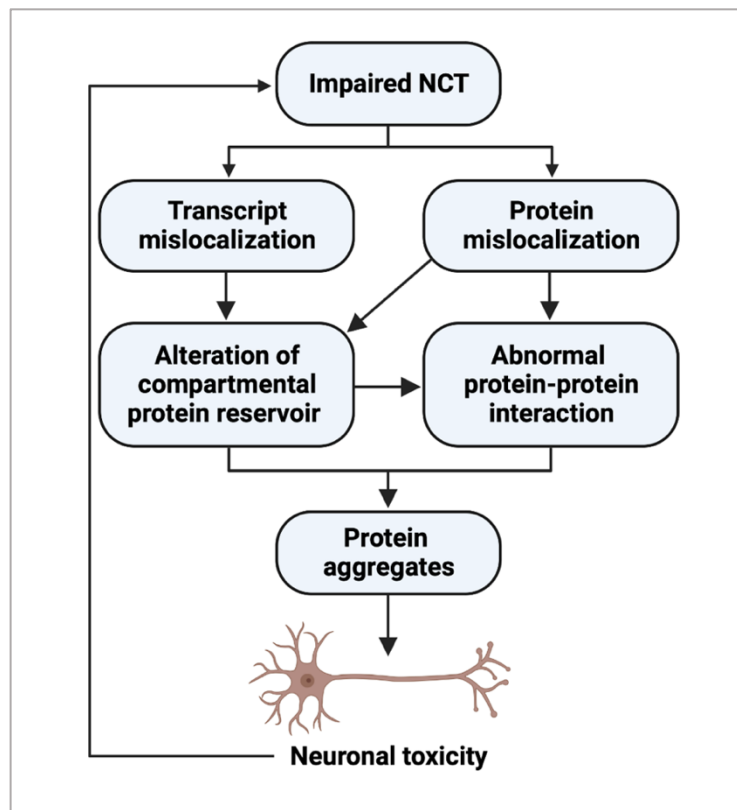 Impaired NCT
Transcript
mislocalization
Protein
mislocalization
Alteration of
compartmental
protein reservoir
Abnormal
protein-protein
interaction
Protein
aggregates
Neuronal toxicity